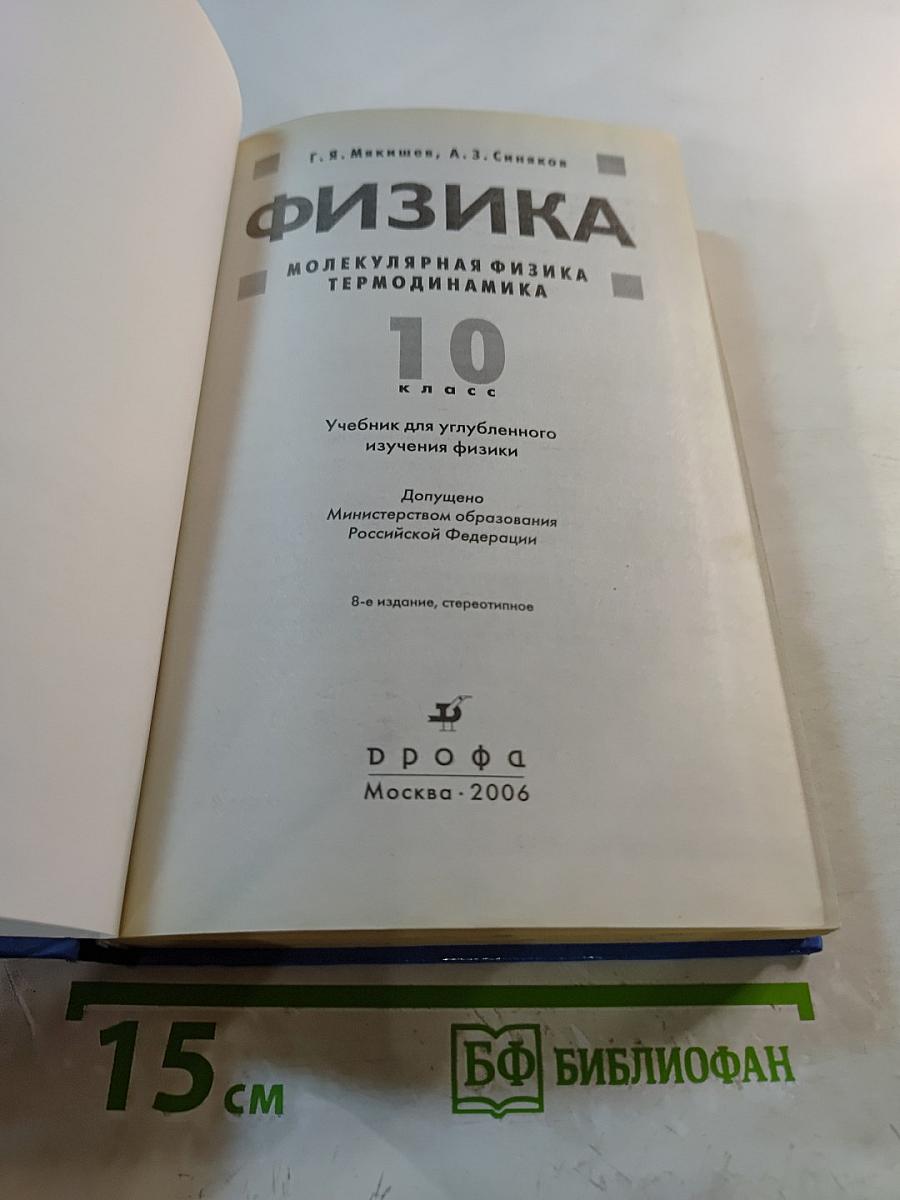 Г. Я. Мякишев, А. З. Синяков
ФИЗИКА
МОЛЕКУЛЯРНАЯ ФИЗИКА
ТЕРМОДИНАМИКА
10
класс
Учебник для углубленного
изучения физики
Допущено
Министерством образования
Российской Федерации
8-е издание, стереотипное
ДРОФА
Москва · 2006
15 см
БФ БИБЛИОФАН